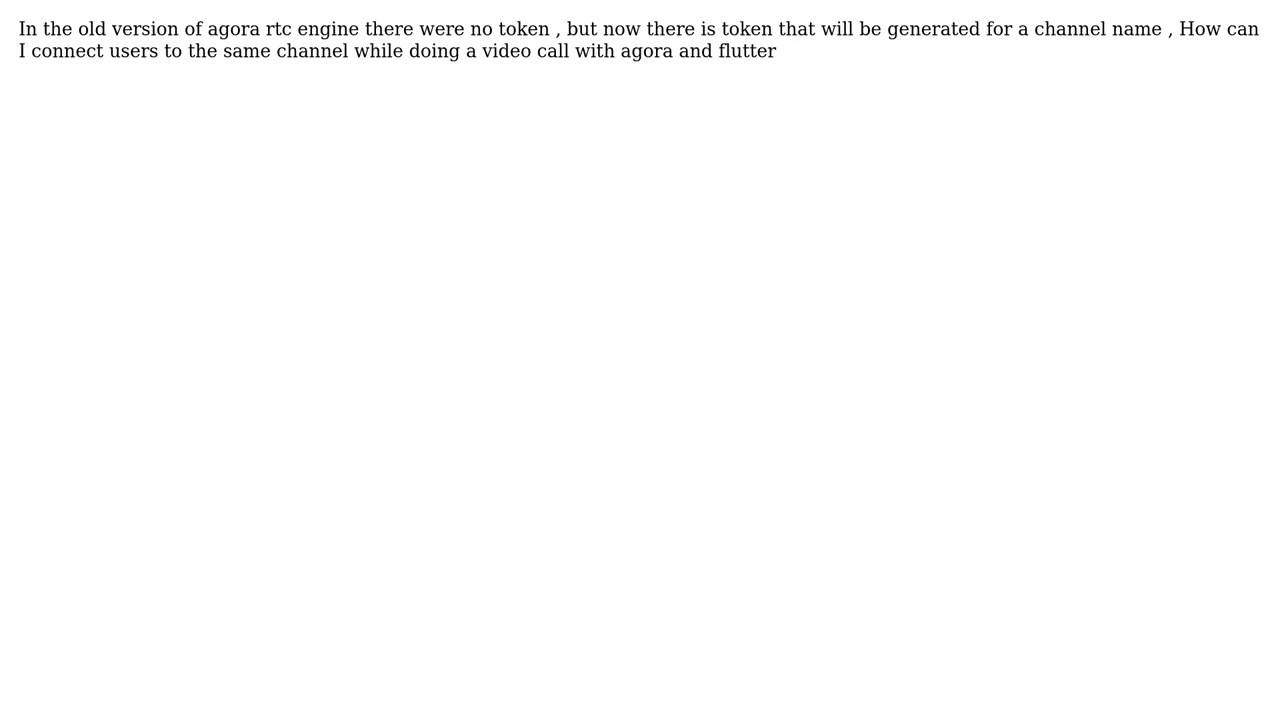 In the old version of agora rtc engine there were no token , but now there is token that will be generated for a channel name , How can
I connect users to the same channel while doing a video call with agora and flutter